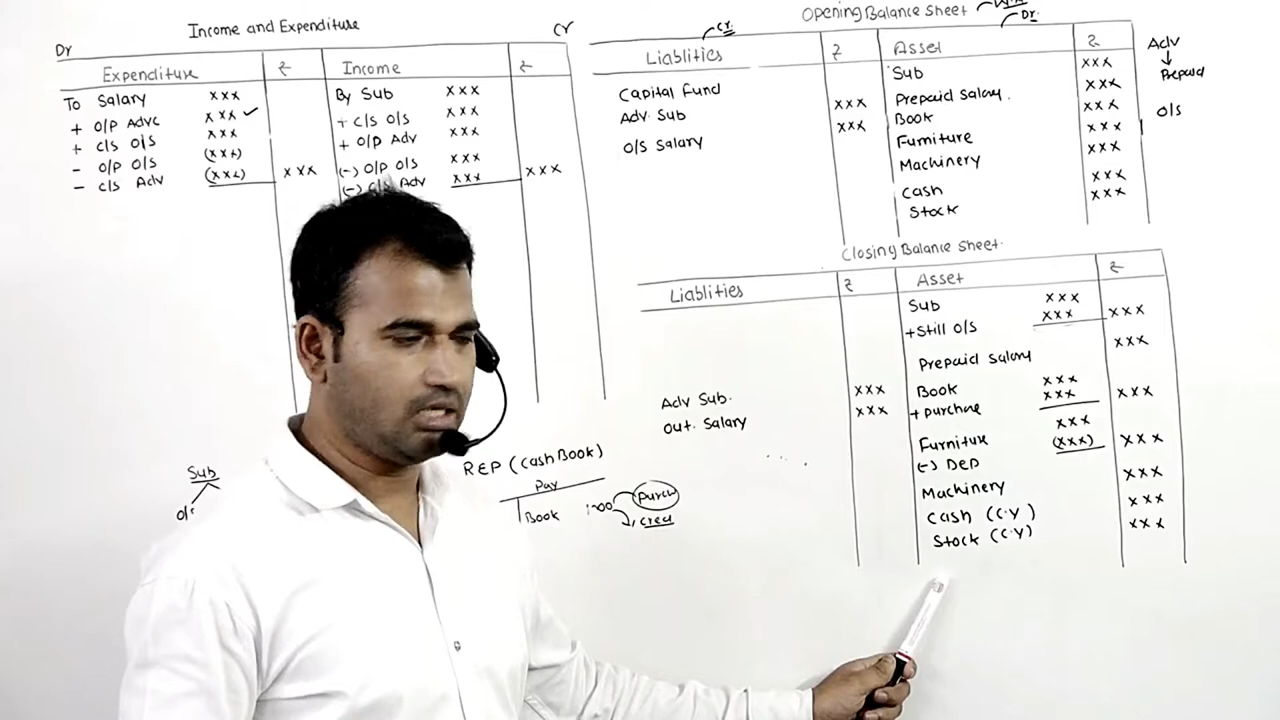 Income and Expenditure
Dr
Cr
Expenditure ₹ Income ₹
To Salary xxx By Sub xxx
+ O/P Advc xxx ✓ + C/S O/S xxx
+ C/S O/S xxx + O/P Adv xxx
- O/P O/S (xxx) (-) O/P O/S xxx
- C/S Adv (xxx) xxx (-) C/S Adv xxx xxx
Opening Balance Sheet
Cr.
Dr.
Liablities ₹ Asset ₹
Capital Fund Sub xxx
Adv. Sub xxx Prepaid Salary. xxx
O/S Salary xxx Book xxx
Furniture xxx
Machinery xxx
Cash xxx
Stock xxx
Adv
Prepaid
O/S
Closing Balance Sheet
Liablities ₹ Asset ₹
Sub xxx
+Still O/S xxx xxx
Prepaid Salary xxx
Adv Sub. xxx Book xxx
Out. Salary xxx + purchase xxx xxx
Furniture xxx
(-) DEP (xxx) xxx
Machinery xxx
Cash (C.Y) xxx
Stock (C.Y) xxx
Sub
REP (Cash Book)
Pay
Book
Purch
Cred